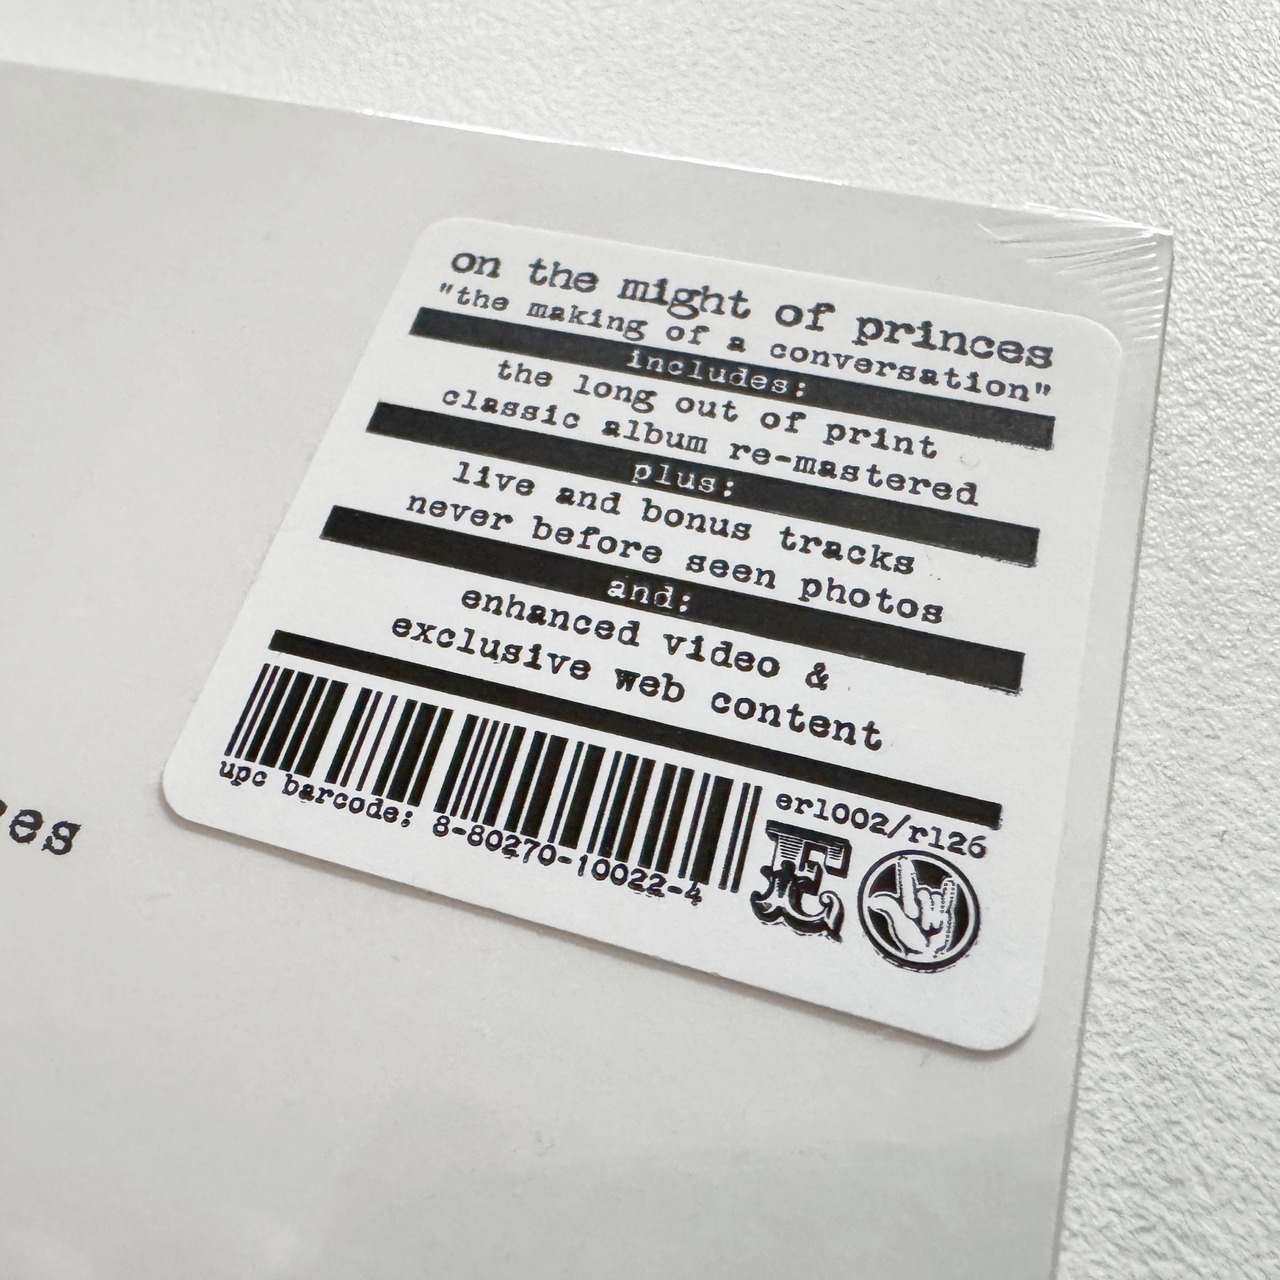 on the might of princes
"the making of a conversation"
includes:
the long out of print
classic album re-mastered
plus:
live and bonus tracks
never before seen photos
and:
enhanced video &
exclusive web content
er1002/r126
upc barcode: 8-80270-10022-4
E